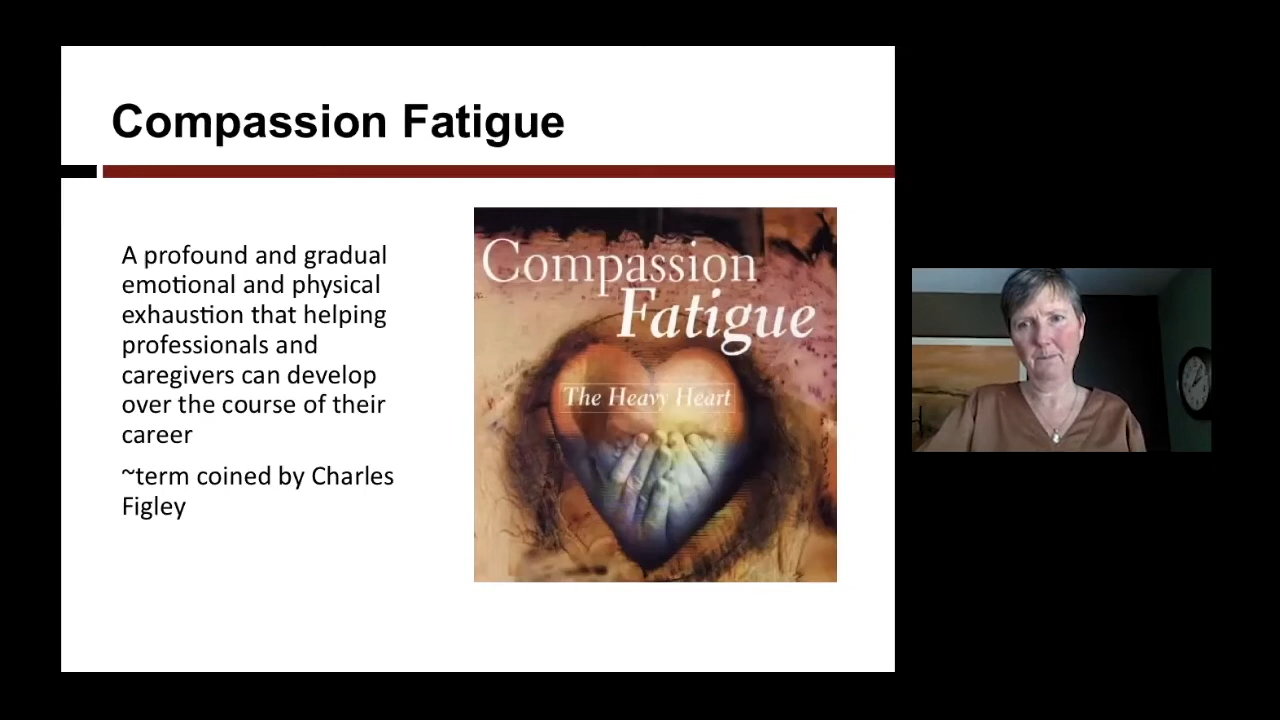 Compassion Fatigue
A profound and gradual
emotional and physical
exhaustion that helping
professionals and
caregivers can develop
over the course of their
career
~term coined by Charles
Figley
Compassion
Fatigue
The Heavy Heart